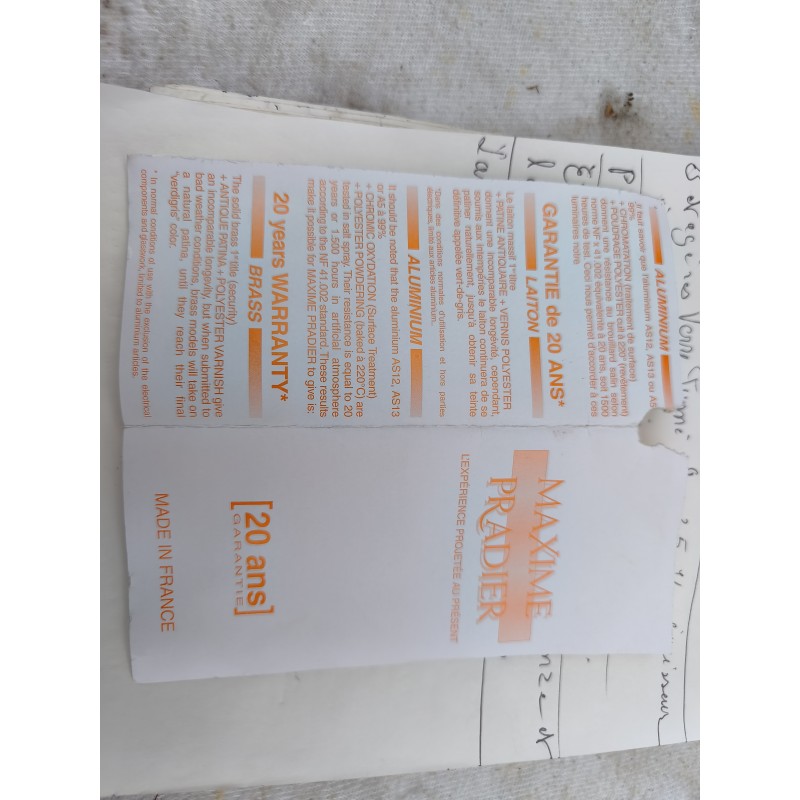 ALUMINIUM
Il faut savoir que l'aluminium AS12, AS13 ou A5
99%
+ CHROMATATION (traitement de surface)
+ POUDRAGE POLYESTER cuit à 220° (revêtement)
donnent une résistance au brouillard salin selon
norme NF x 41.002 équivalente à 20 ans, soit 1500
heures de test. Ceci nous permet d'accorder à ces
luminaires notre
GARANTIE de 20 ANS*
LAITON
Le laiton massif 1er titre
+ PATINE ANTIQUAIRE + VERNIS POLYESTER
donnent une incomparable longévité, cependant,
sous intempéries le laiton continuera de se
patiner naturellement, jusqu'à obtenir sa teinte
définitive appelée vert-de-gris.
*Dans des conditions normales d'utilisation et hors parties
électriques, limité aux articles aluminium.
ALUMINIUM
It should be noted that the aluminium AS12, AS13
or A5 à 99%
+ CHROMIC OXYDATION (Surface Treatment)
+ POLYESTER POWDERING (baked à 220°C) are
tested in salt spray. Their resistance is equal to 20
years or 1.500 hours in artificial atmosphere
according to the NF 41.002 standard. These results
make it possible for MAXIME PRADIER to give is:
20 years WARRANTY*
BRASS
The solid brass 1st title (security)
+ ANTIQUE PATINA + POLYESTER VARNISH give
an incomparable longevity, but when submitted to
bad weather conditions, brass models will take on
a natural patina, until they reach their final
"verdigris" color.
* In normal conditions of use with the exclusion of the electrical
components and glasswork, limited to aluminium articles.
MAXIME
PRADIER
L'EXPÉRIENCE PROJETÉE AU PRÉSENT
[20 ans]
GARANTIE
MADE IN FRANCE